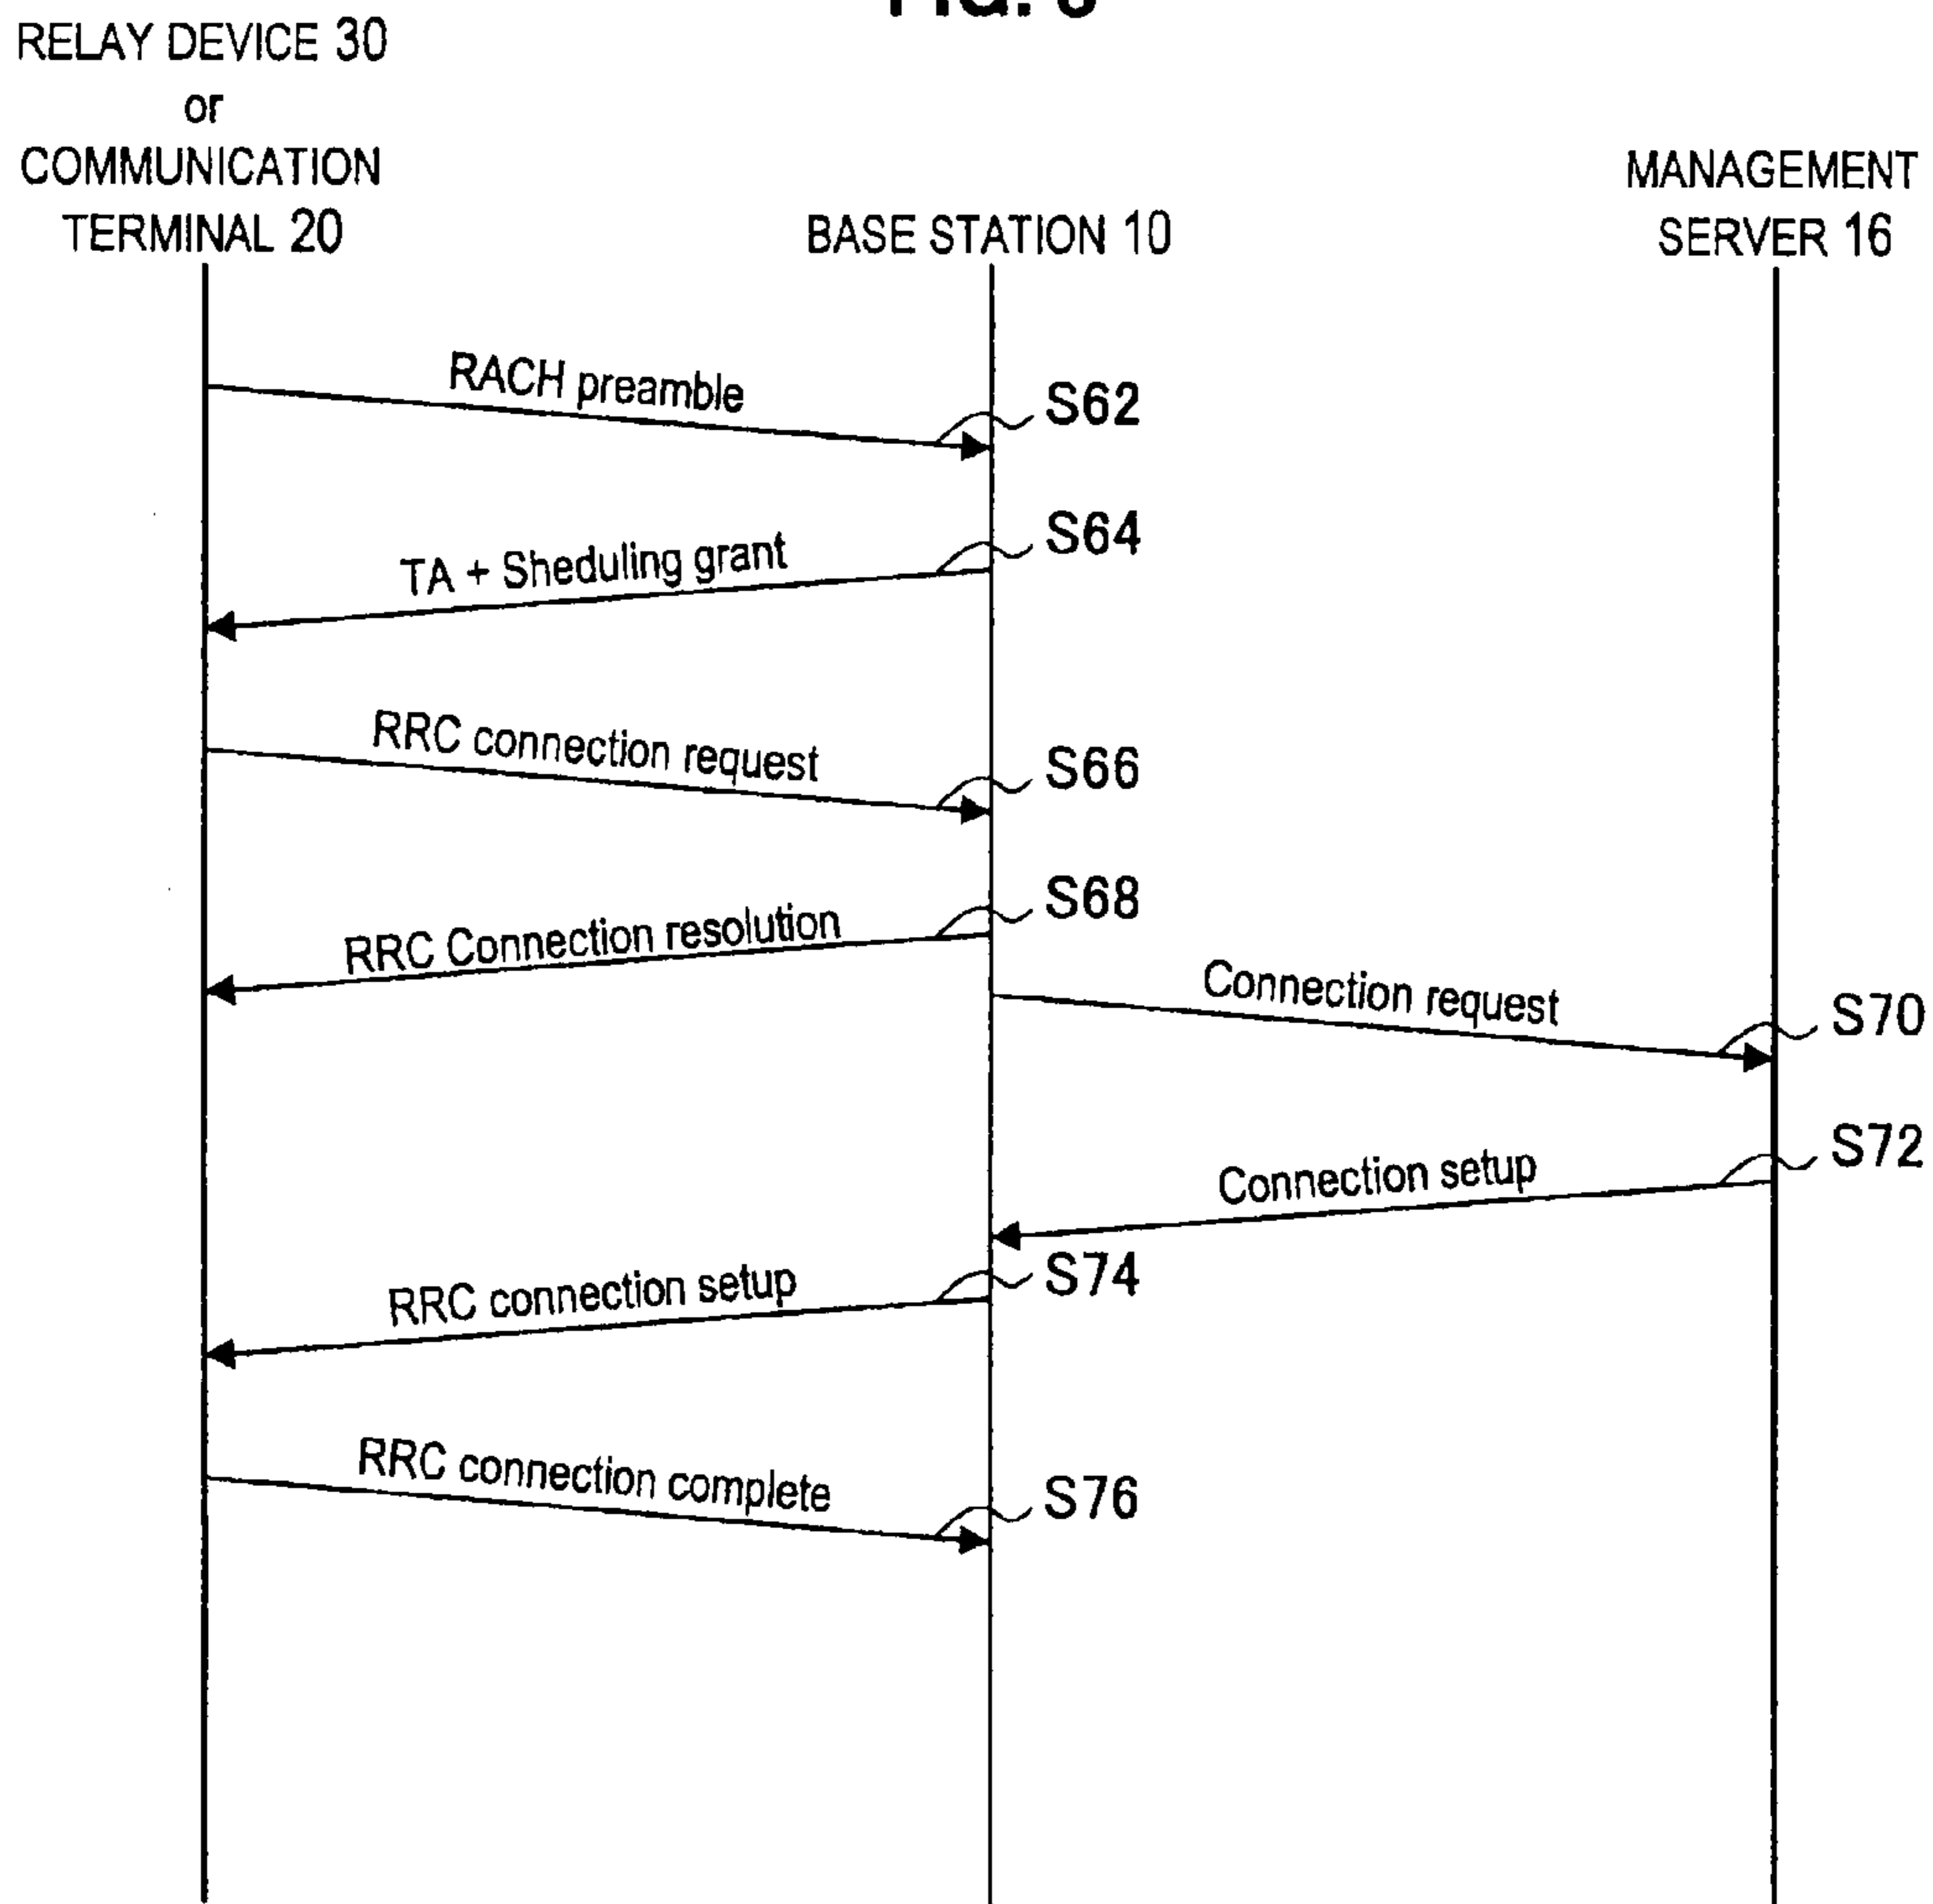 RELAY DEVICE 30
or
COMMUNICATION
TERMINAL 20
BASE STATION 10
MANAGEMENT
SERVER 16
RACH preamble
S62
S64
TA + Sheduling grant
RRC connection request
S66
S68
RRC Connection resolution
Connection request
S70
S72
Connection setup
S74
RRC connection setup
RRC connection complete
S76